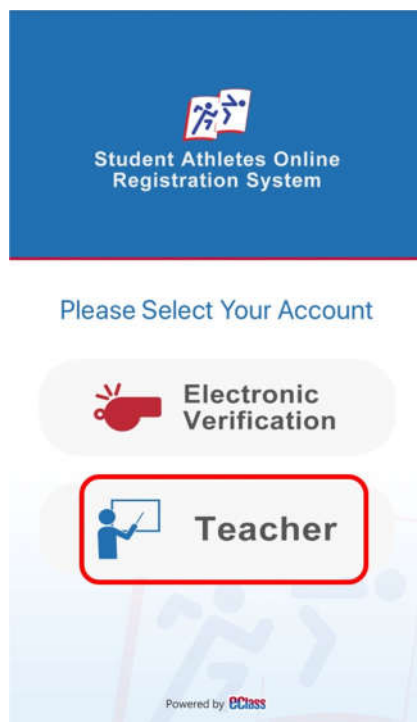 Student Athletes Online
Registration System
Please Select Your Account
Electronic
Verification
Teacher
Powered by eClass